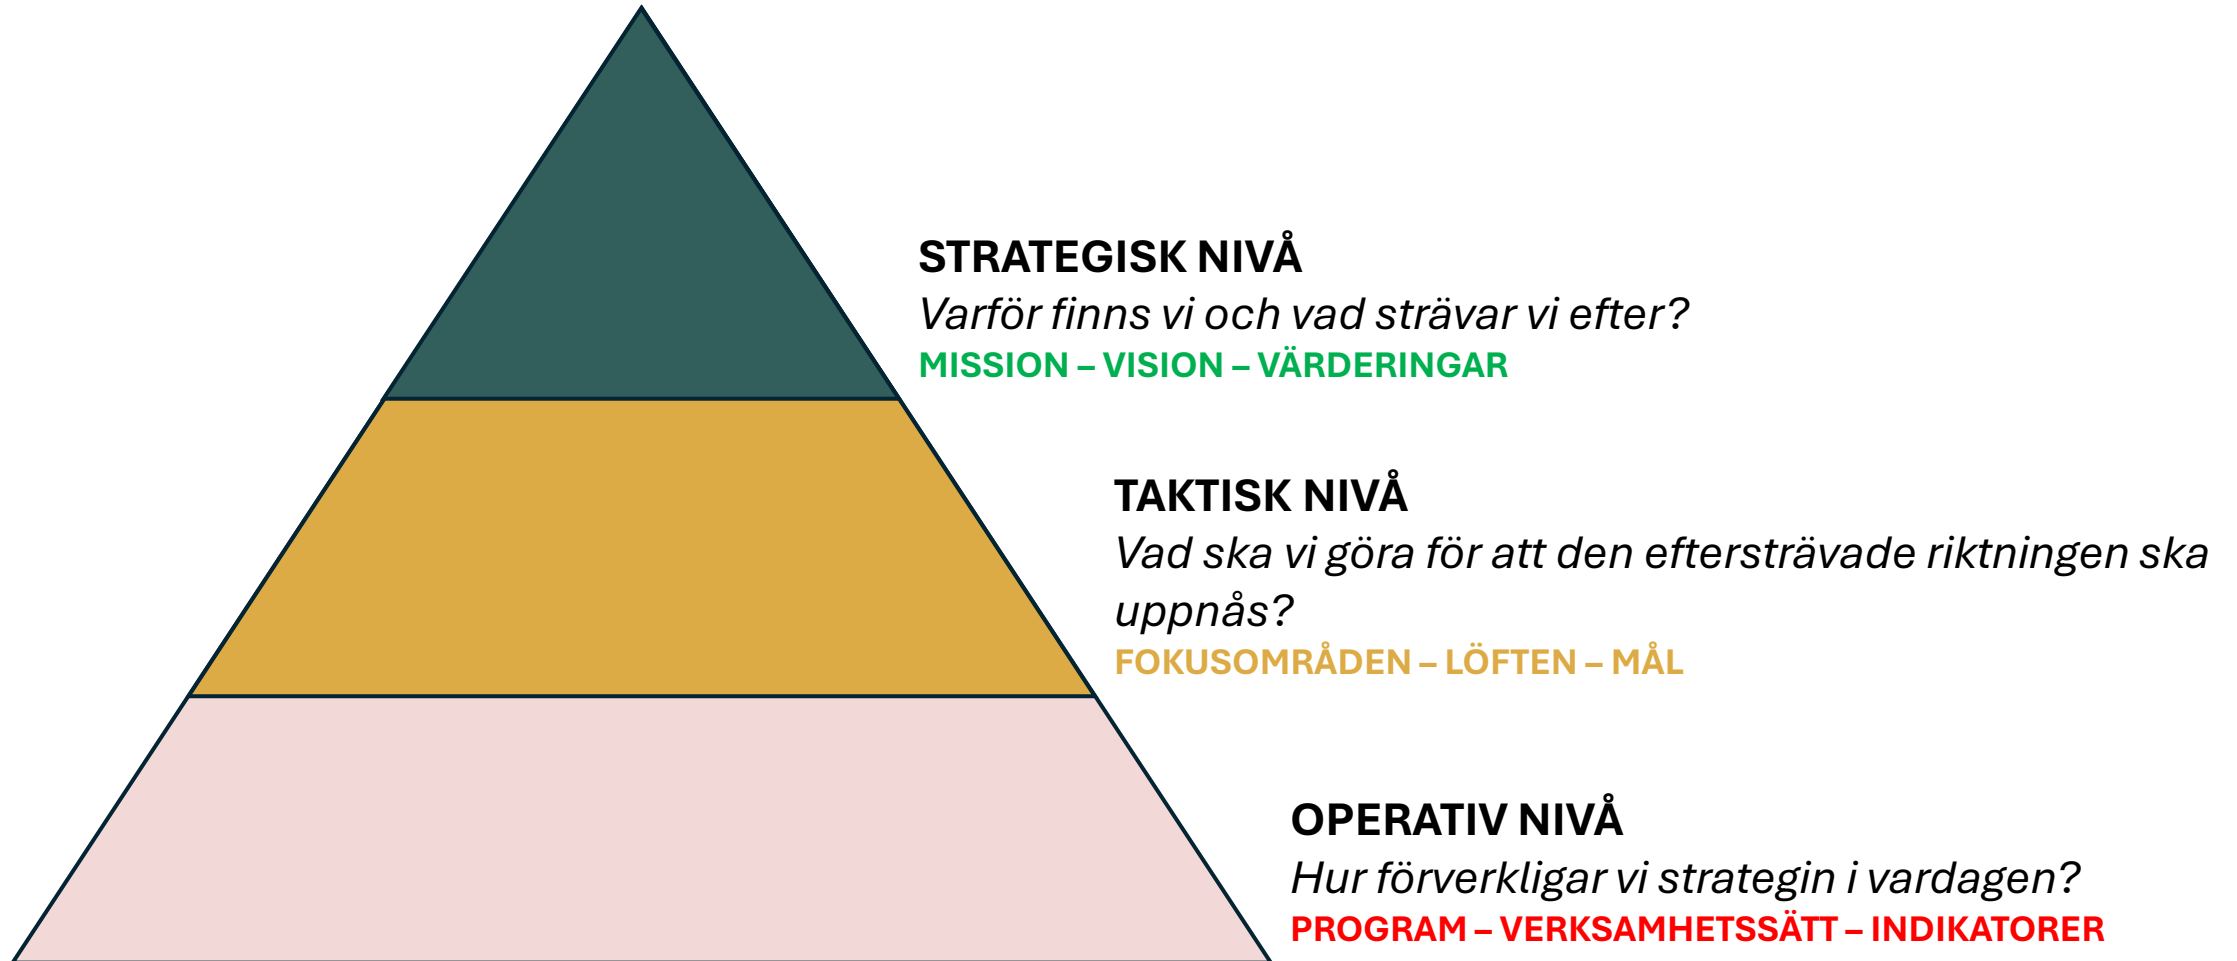 STRATEGISK NIVÅ
Varför finns vi och vad strävar vi efter?
MISSION – VISION – VÄRDERINGAR
TAKTISK NIVÅ
Vad ska vi göra för att den eftersträvade riktningen ska
uppnås?
FOKUSOMRÅDEN – LÖFTEN – MÅL
OPERATIV NIVÅ
Hur förverkligar vi strategin i vardagen?
PROGRAM – VERKSAMHETSSÄTT – INDIKATORER